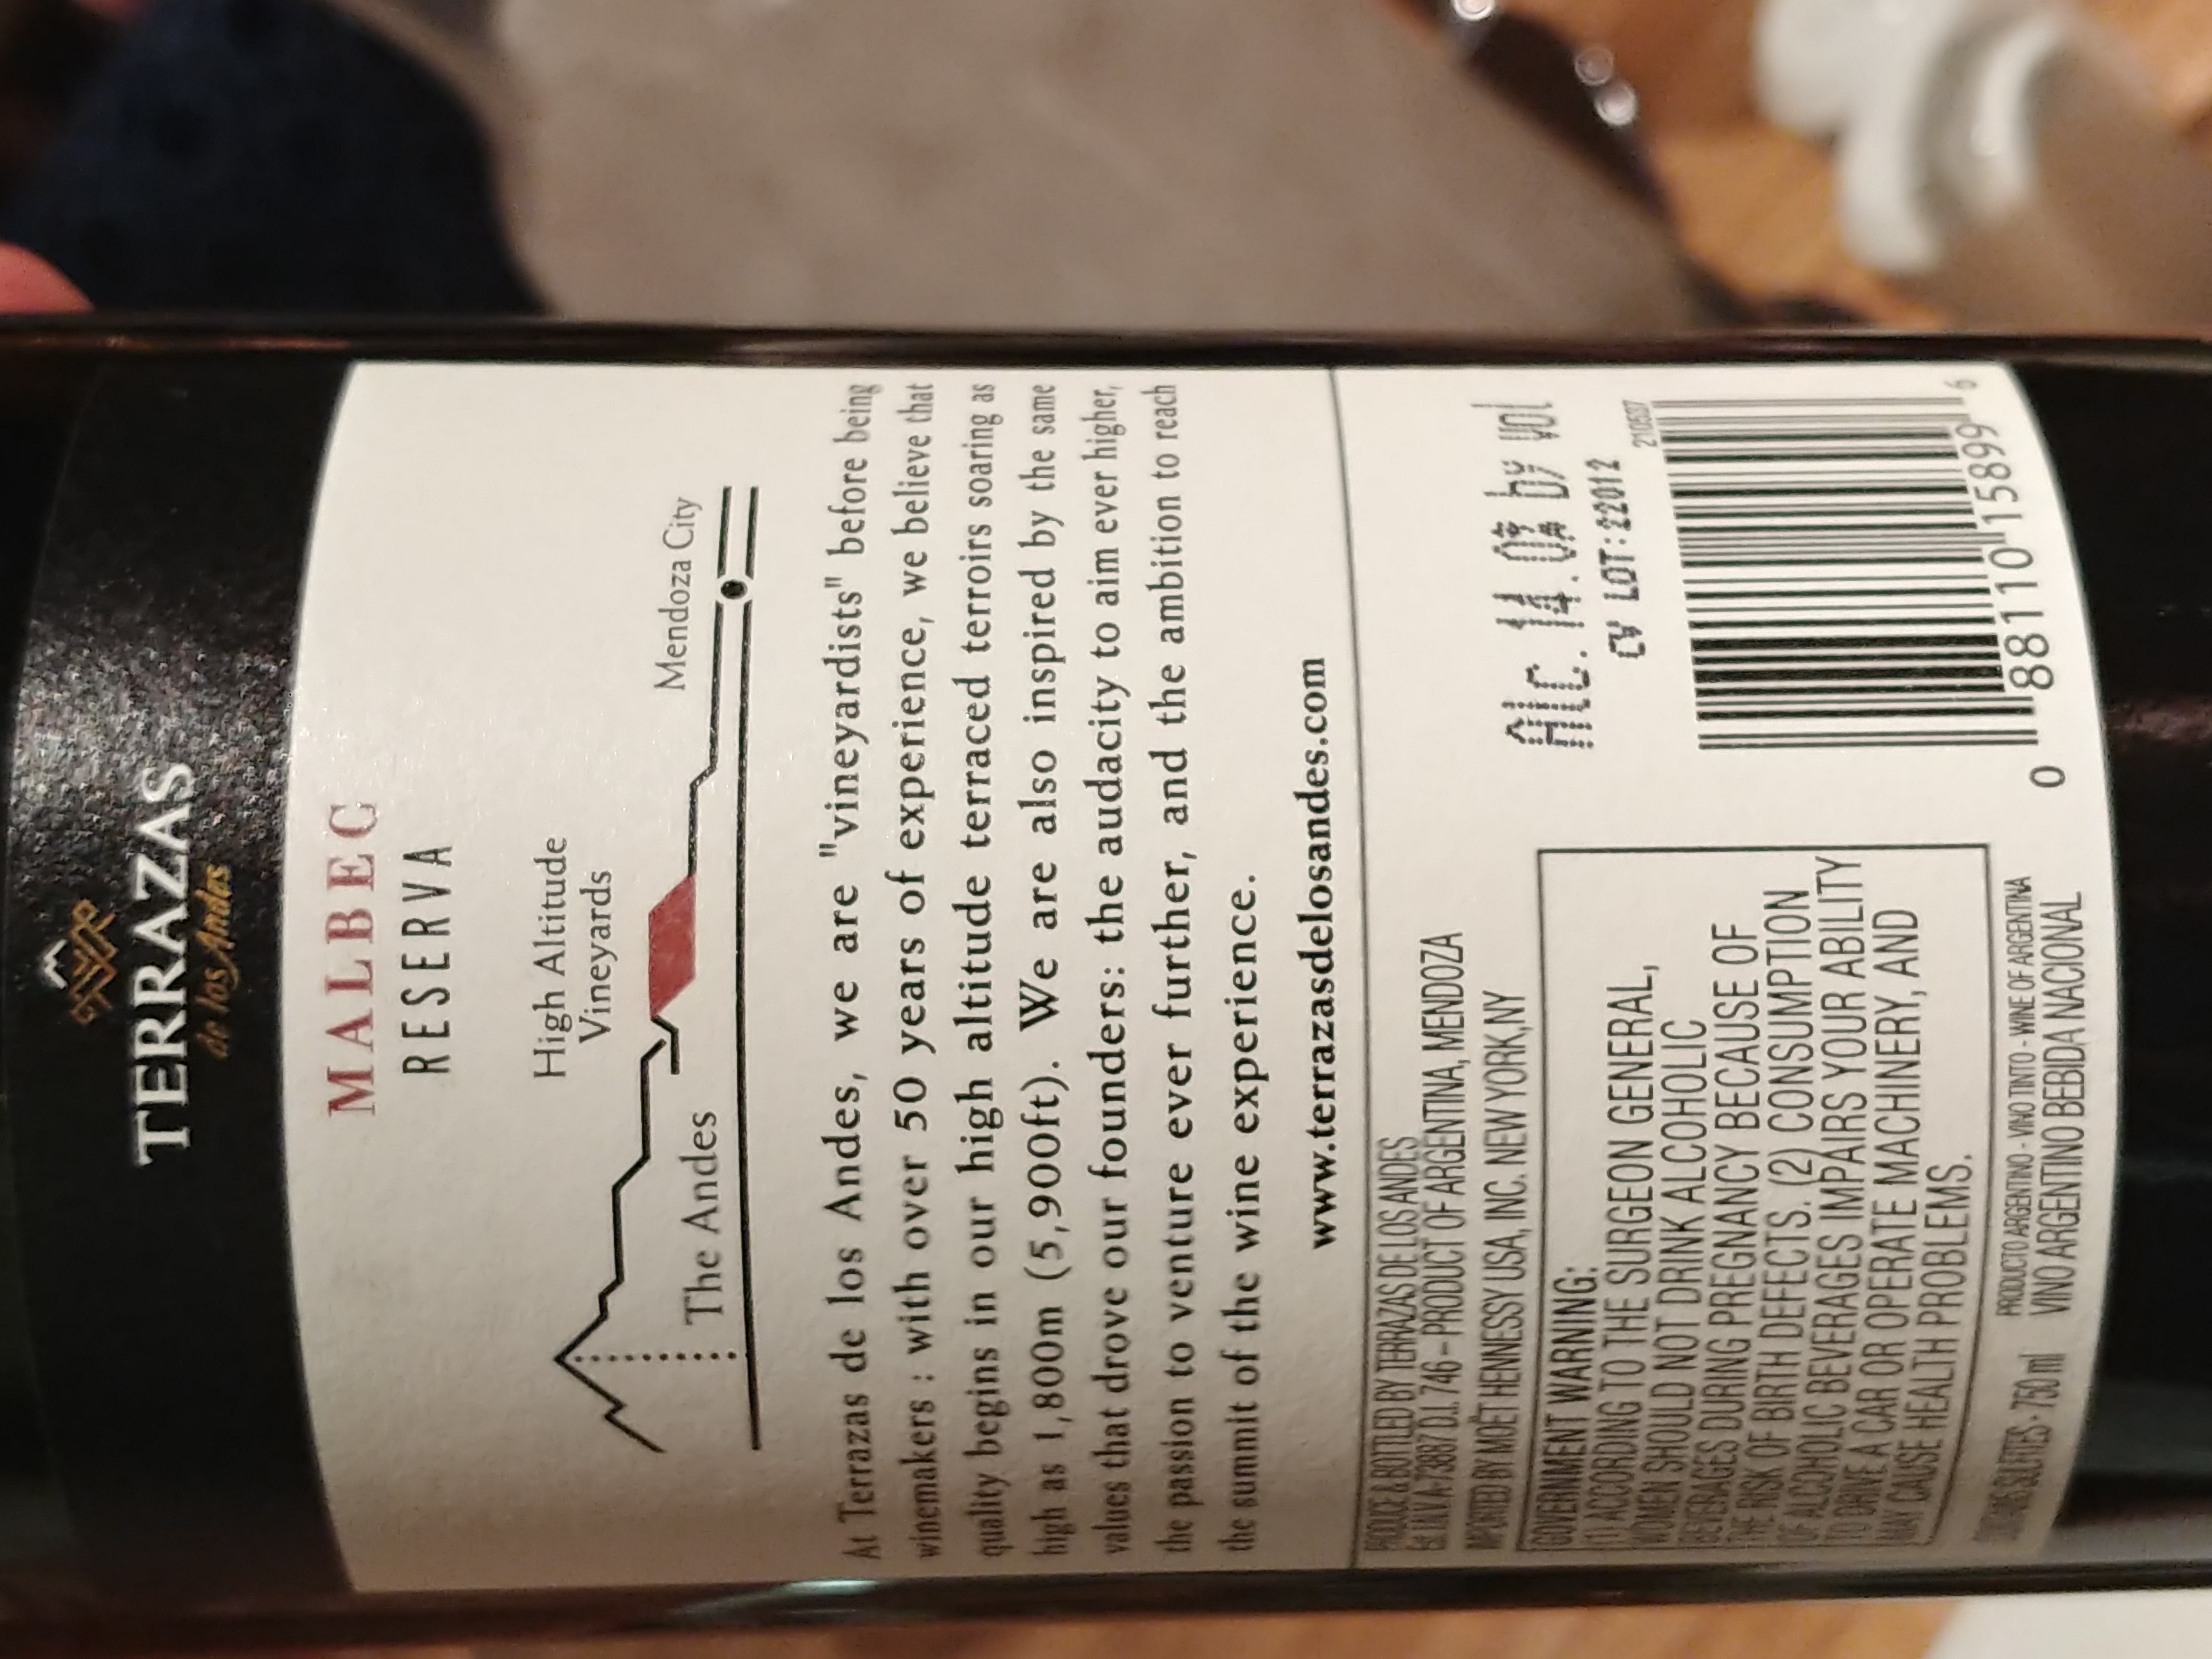 TERRAZAS
de los Andes
MALBEC
RESERVA
High Altitude
Vineyards
Mendoza City
The Andes
At Terrazas de los Andes, we are "vineyardists" before being
winemakers : with over 50 years of experience, we believe that
quality begins in our high altitude terraced terroirs soaring as
high as 1,800m (5,900ft). We are also inspired by the same
values that drove our founders: the audacity to aim ever higher,
the passion to venture ever further, and the ambition to reach
the summit of the wine experience.
www.terrazasdelosandes.com
PRODUCE & BOTTLED BY TERRAZAS DE LOS ANDES
Est. I.N.V. A-73887 D.J. 746 - PRODUCT OF ARGENTINA, MENDOZA
IMPORTED BY MOËT HENNESSY USA, INC. NEW YORK, NY
GOVERNMENT WARNING:
(1) ACCORDING TO THE SURGEON GENERAL,
WOMEN SHOULD NOT DRINK ALCOHOLIC
BEVERAGES DURING PREGNANCY BECAUSE OF
THE RISK OF BIRTH DEFECTS. (2) CONSUMPTION
OF ALCOHOLIC BEVERAGES IMPAIRS YOUR ABILITY
TO DRIVE A CAR OR OPERATE MACHINERY, AND
MAY CAUSE HEALTH PROBLEMS.
Alc. 14.0% by vol
CV LOT:22012
210537
0 88110 15899 6
PRODUCTO ARGENTINO - VINO TINTO - WINE OF ARGENTINA
CONTAINS SULFITES - 750 ml VINO ARGENTINO BEBIDA NACIONAL